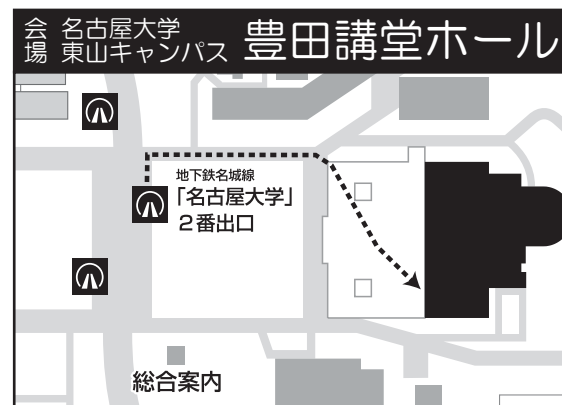 会場 名古屋大学
東山キャンパス 豊田講堂ホール
地下鉄名城線
「名古屋大学」
２番出口
総合案内